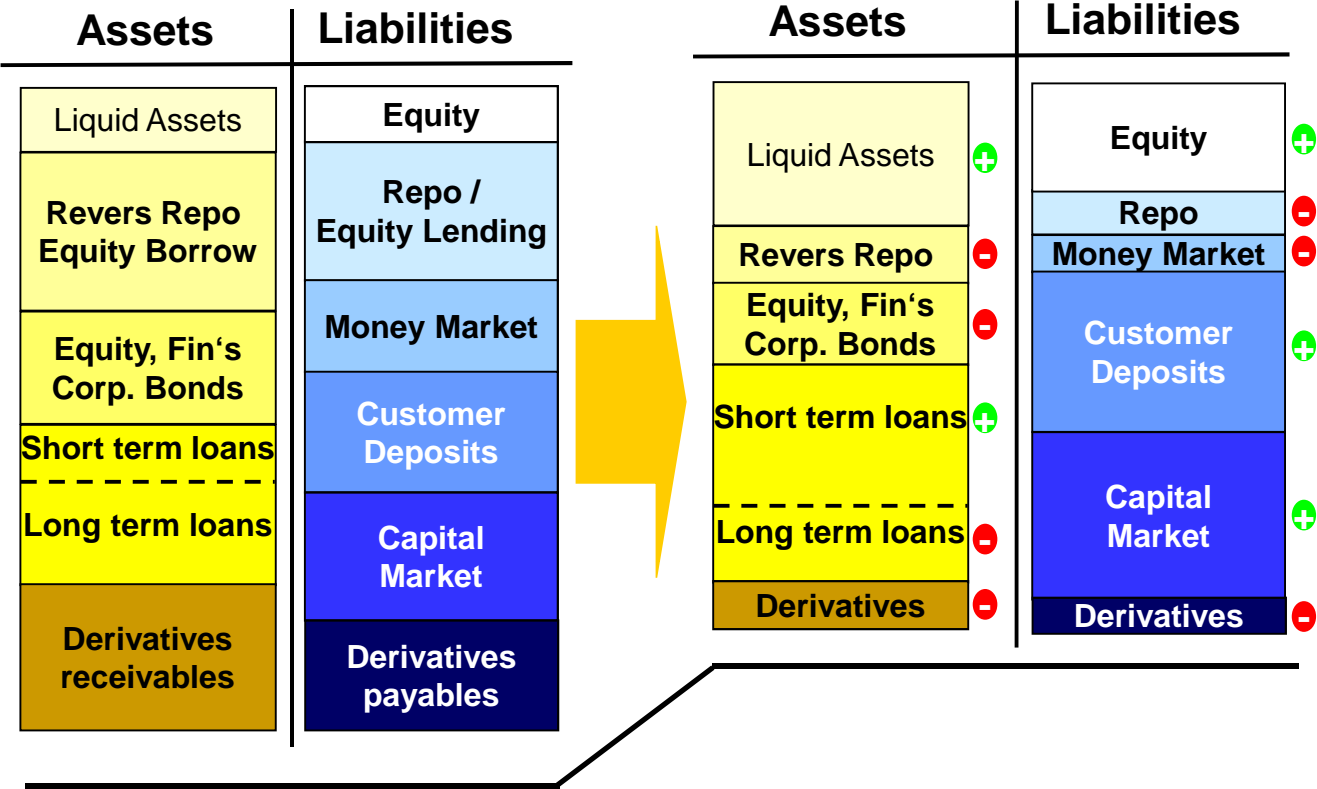 Assets
Liabilities
Liquid Assets
Revers Repo
Equity Borrow
Equity, Fin‘s
Corp. Bonds
Short term loans
Long term loans
Derivatives
receivables
Equity
Repo /
Equity Lending
Money Market
Customer
Deposits
Capital
Market
Derivatives
payables
Assets
Liabilities
Liquid Assets
+
Revers Repo
-
Equity, Fin‘s
Corp. Bonds
-
Short term loans
+
Long term loans
-
Derivatives
-
Equity
+
Repo
-
Money Market
-
Customer
Deposits
+
Capital
Market
+
Derivatives
-